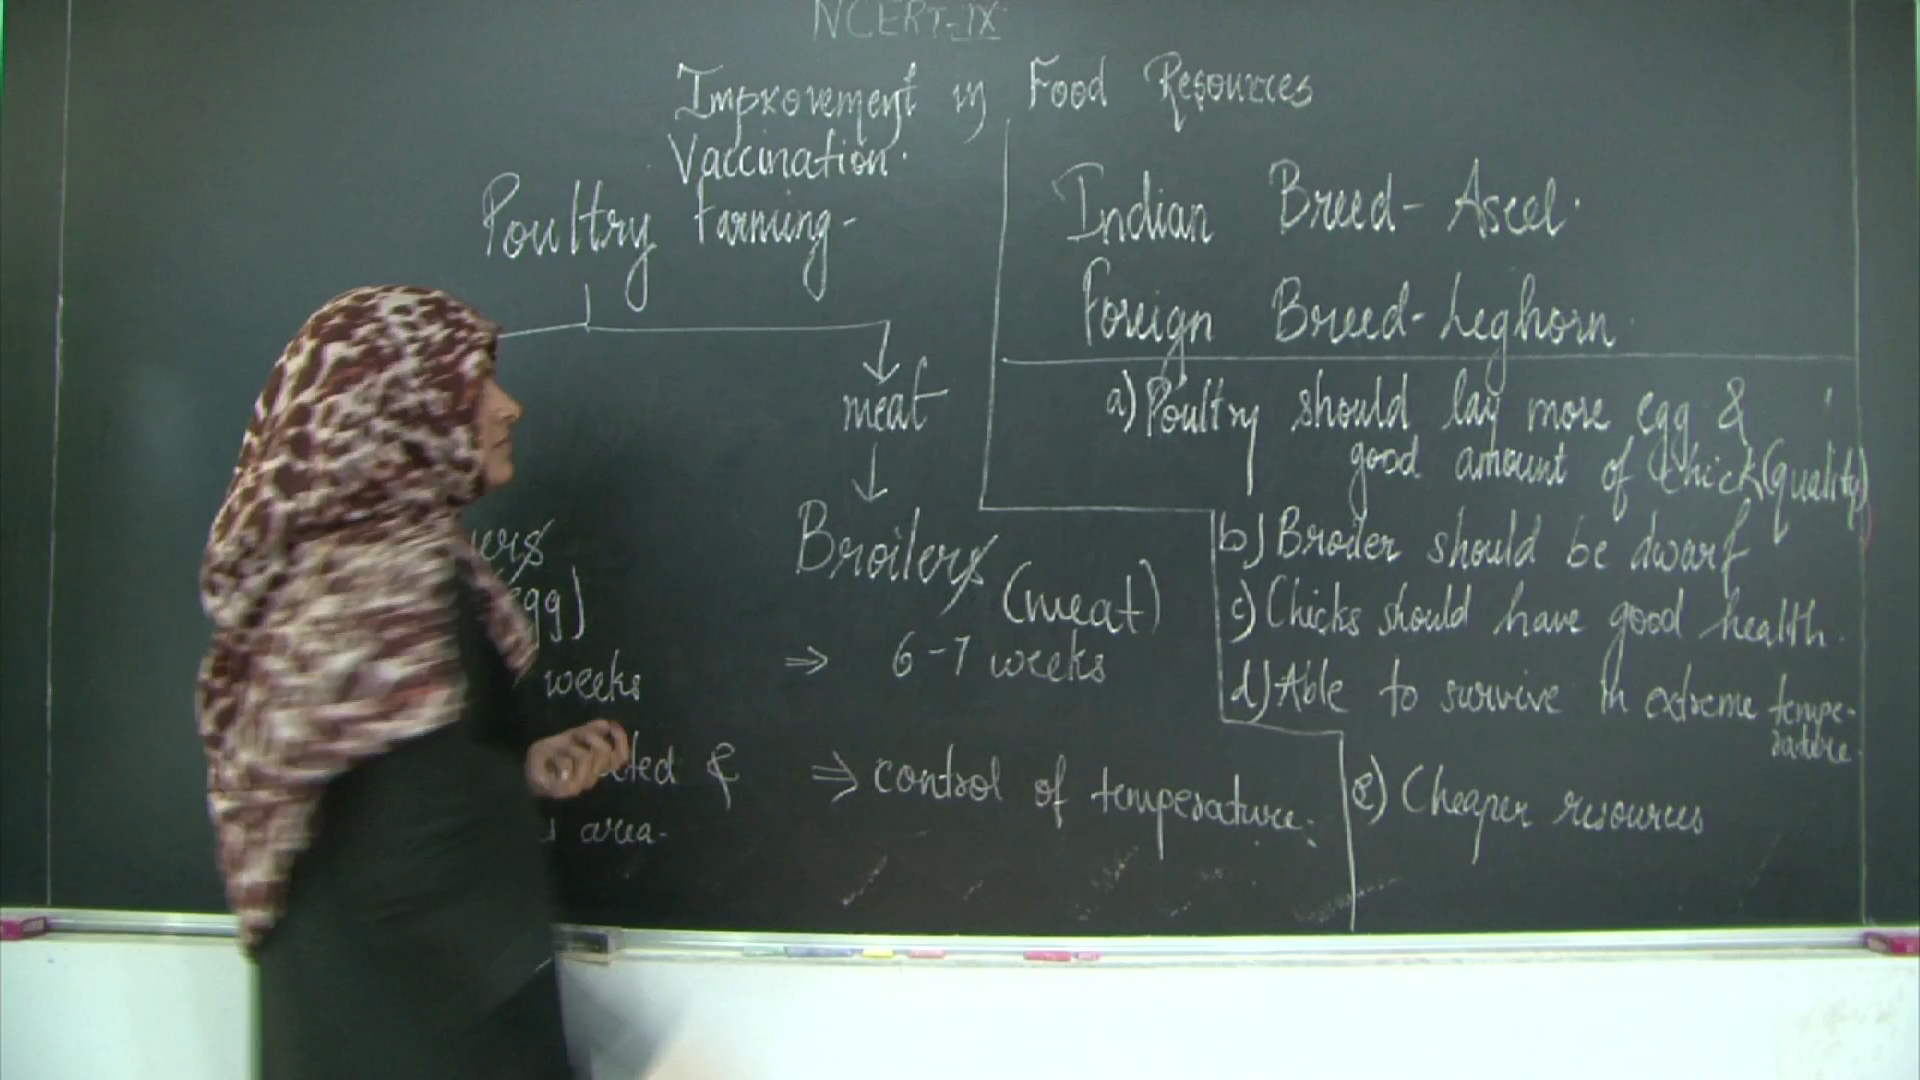 NCERT-IX
Improvement in Food Resources
Vaccination.
Poultry Farming-
meat
Broilers
(meat)
(egg)
weeks
⇒ 6-7 weeks
&
area-
⇒ control of temperature.
Indian Breed- Aseel.
Foreign Breed- Leghorn.
a) Poultry should lay more egg &
good amount of chick (quality)
b) Broiler should be dwarf
c) Chicks should have good health.
d) Able to survive in extreme tempe-
rature.
e) Cheaper resources